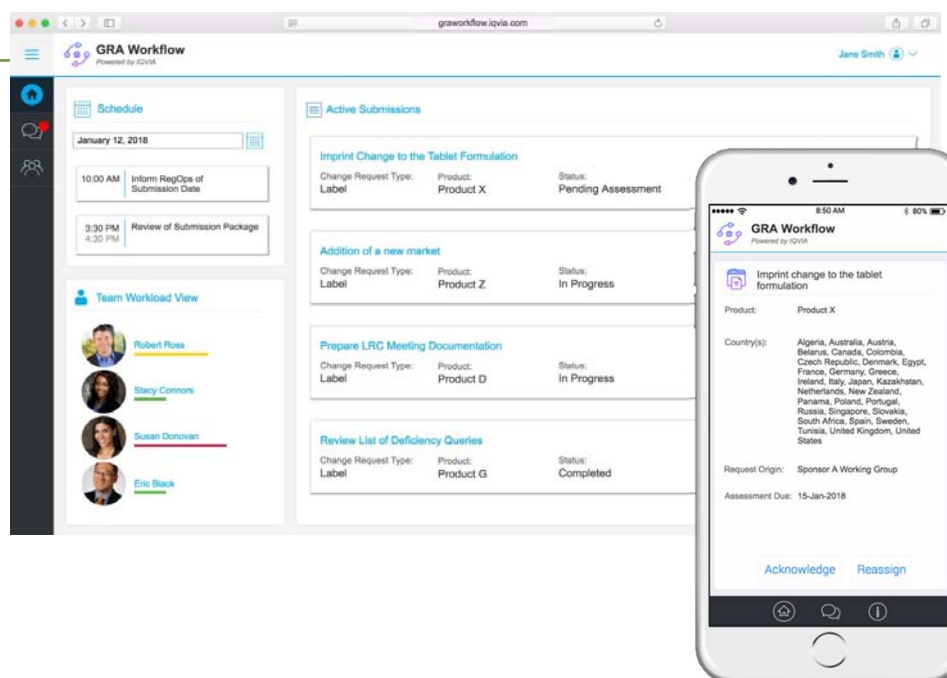 graworkflow.iqvia.com
GRA Workflow
Powered by IQVIA
Jane Smith
Schedule
January 12, 2018
10:00 AM
Inform RegOps of
Submission Date
3:30 PM
4:30 PM
Review of Submission Package
Team Workload View
Robert Ross
Stacy Connors
Susan Donovan
Eric Black
Active Submissions
Imprint Change to the Tablet Formulation
Change Request Type: Product: Status:
Label Product X Pending Assessment
Addition of a new market
Change Request Type: Product: Status:
Label Product Z In Progress
Prepare LRC Meeting Documentation
Change Request Type: Product: Status:
Label Product D In Progress
Review List of Deficiency Queries
Change Request Type: Product: Status:
Label Product G Completed
8:50 AM 80%
GRA Workflow
Powered by IQVIA
Imprint change to the tablet
formulation
Product: Product X
Country(s): Algeria, Australia, Austria,
Belarus, Canada, Colombia,
Czech Republic, Denmark, Egypt,
France, Germany, Greece,
Ireland, Italy, Japan, Kazakhstan,
Netherlands, New Zealand,
Panama, Poland, Portugal,
Russia, Singapore, Slovakia,
South Africa, Spain, Sweden,
Tunisia, United Kingdom, United
States
Request Origin: Sponsor A Working Group
Assessment Due: 15-Jan-2018
Acknowledge Reassign